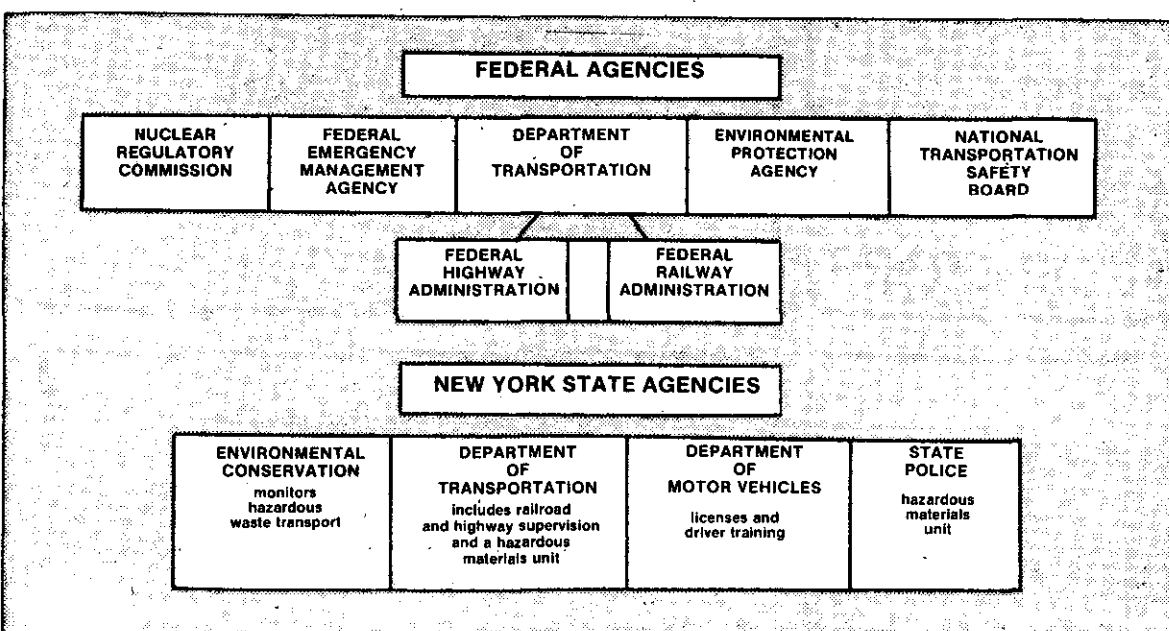 FEDERAL AGENCIES
NUCLEAR
REGULATORY
COMMISSION
FEDERAL
EMERGENCY
MANAGEMENT
AGENCY
DEPARTMENT
OF
TRANSPORTATION
ENVIRONMENTAL
PROTECTION
AGENCY
NATIONAL
TRANSPORTATION
SAFETY
BOARD
FEDERAL
HIGHWAY
ADMINISTRATION
FEDERAL
RAILWAY
ADMINISTRATION
NEW YORK STATE AGENCIES
ENVIRONMENTAL
CONSERVATION
monitors
hazardous
waste transport
DEPARTMENT
OF
TRANSPORTATION
includes railroad
and highway supervision
and a hazardous
materials unit
DEPARTMENT
OF
MOTOR VEHICLES
licenses and
driver training
STATE
POLICE
hazardous
materials
unit